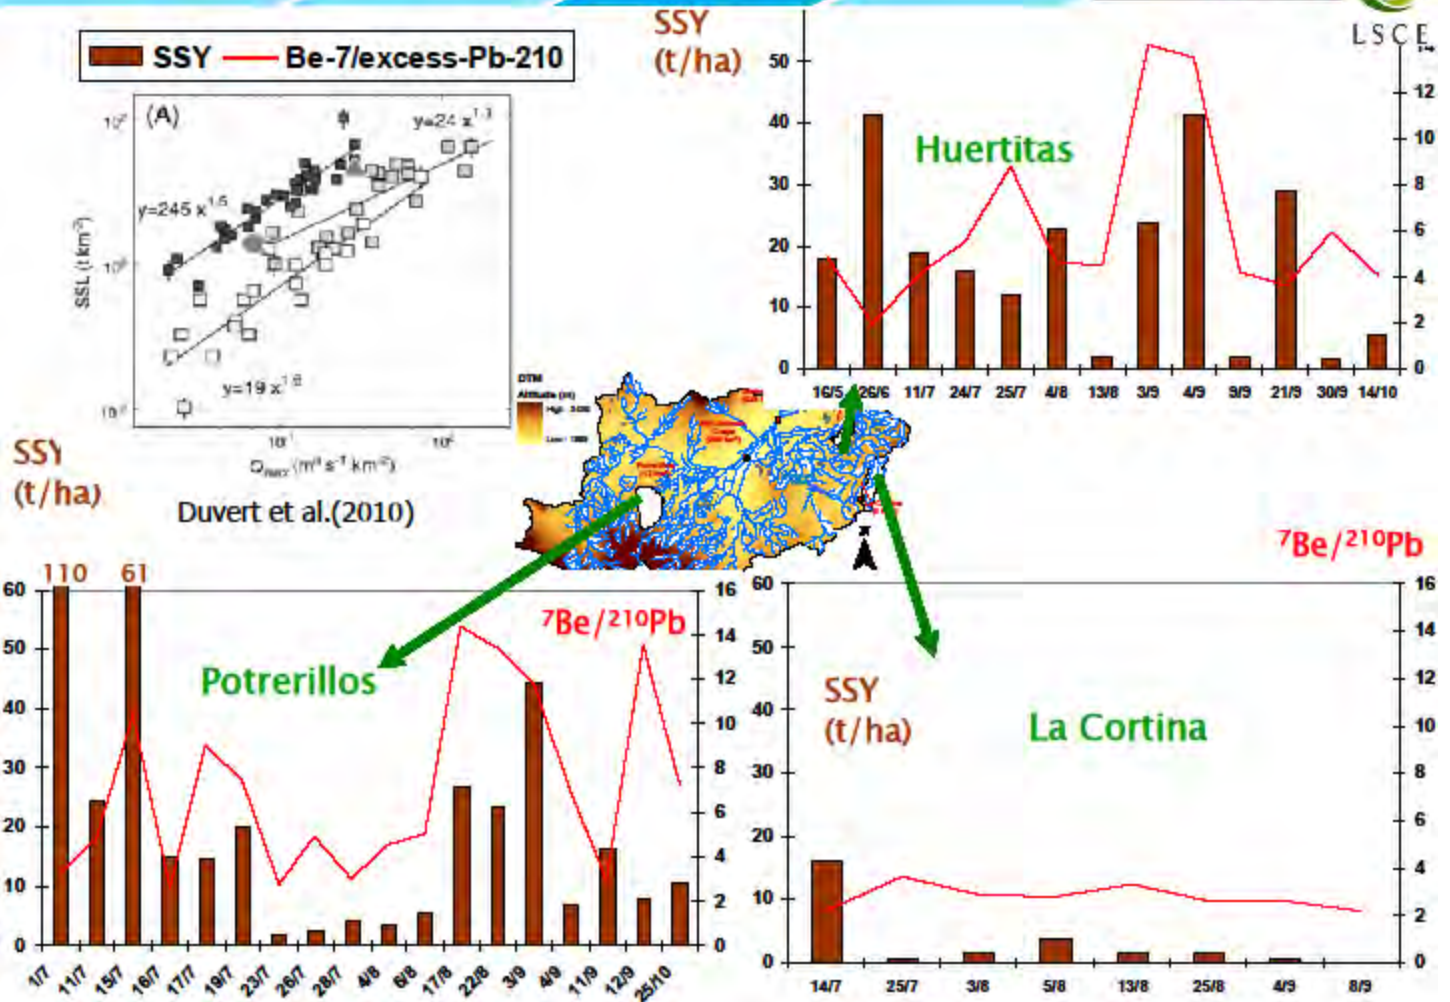 LSCE
SSY
Be-7/excess-Pb-210
(A)
y=24 x
y=245 x
y=19 x
SSL (t km⁻²)
Duvert et al.(2010)
SSY
(t/ha)
50
40
30
20
10
0
14
12
10
8
6
4
2
0
Huertitas
16/5 26/6 11/7 24/7 25/7 4/8 13/8 3/9 4/9 9/9 21/9 30/9 14/10
DTM
Altitude (m)
SSY
(t/ha)
110 61
60
50
40
30
20
10
0
16
14
12
10
8
6
4
2
0
⁷Be/²¹⁰Pb
Potrerillos
1/7 11/7 15/7 16/7 17/7 19/7 23/7 26/7 28/7 4/8 6/8 17/8 22/8 3/9 4/9 11/9 12/9 25/10
⁷Be/²¹⁰Pb
60
50
40
30
20
10
0
16
14
12
10
8
6
4
2
0
SSY
(t/ha)
La Cortina
14/7 25/7 3/8 5/8 13/8 25/8 4/9 8/9